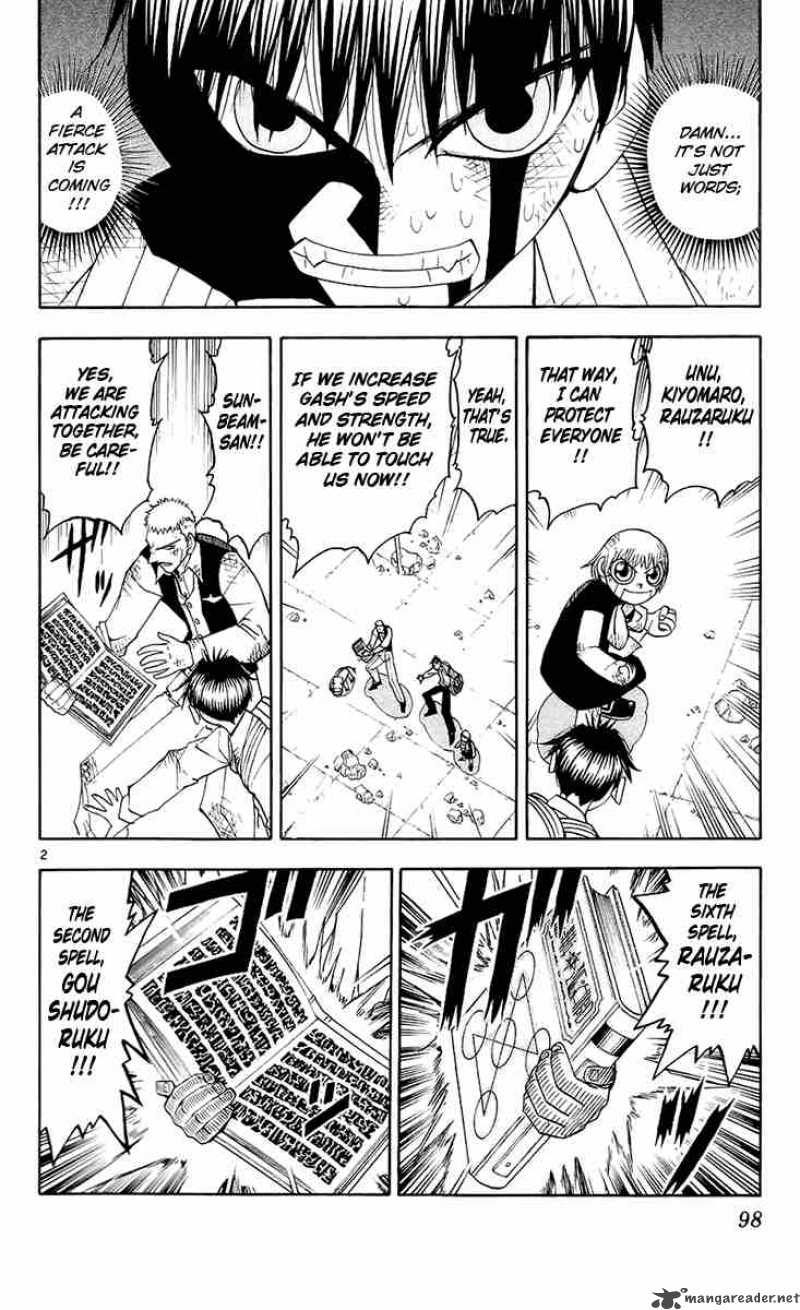 DAMN...
IT'S NOT
JUST
WORDS;
A
FIERCE
ATTACK
IS
COMING
!!!
UNU,
KIYOMARO,
RAUZARUKU
!!
THAT WAY,
I CAN
PROTECT
EVERYONE
!!
YEAH,
THAT'S
TRUE.
IF WE INCREASE
GASH'S SPEED
AND STRENGTH,
HE WON'T BE
ABLE TO TOUCH
US NOW!!
SUN-
BEAM-
SAN!!
YES,
WE ARE
ATTACKING
TOGETHER,
BE CARE-
FUL!!
2
THE
SIXTH
SPELL,
RAUZA-
RUKU
!!!
THE
SECOND
SPELL,
GOU
SHUDO-
RUKU
!!!
98
mangareader.net